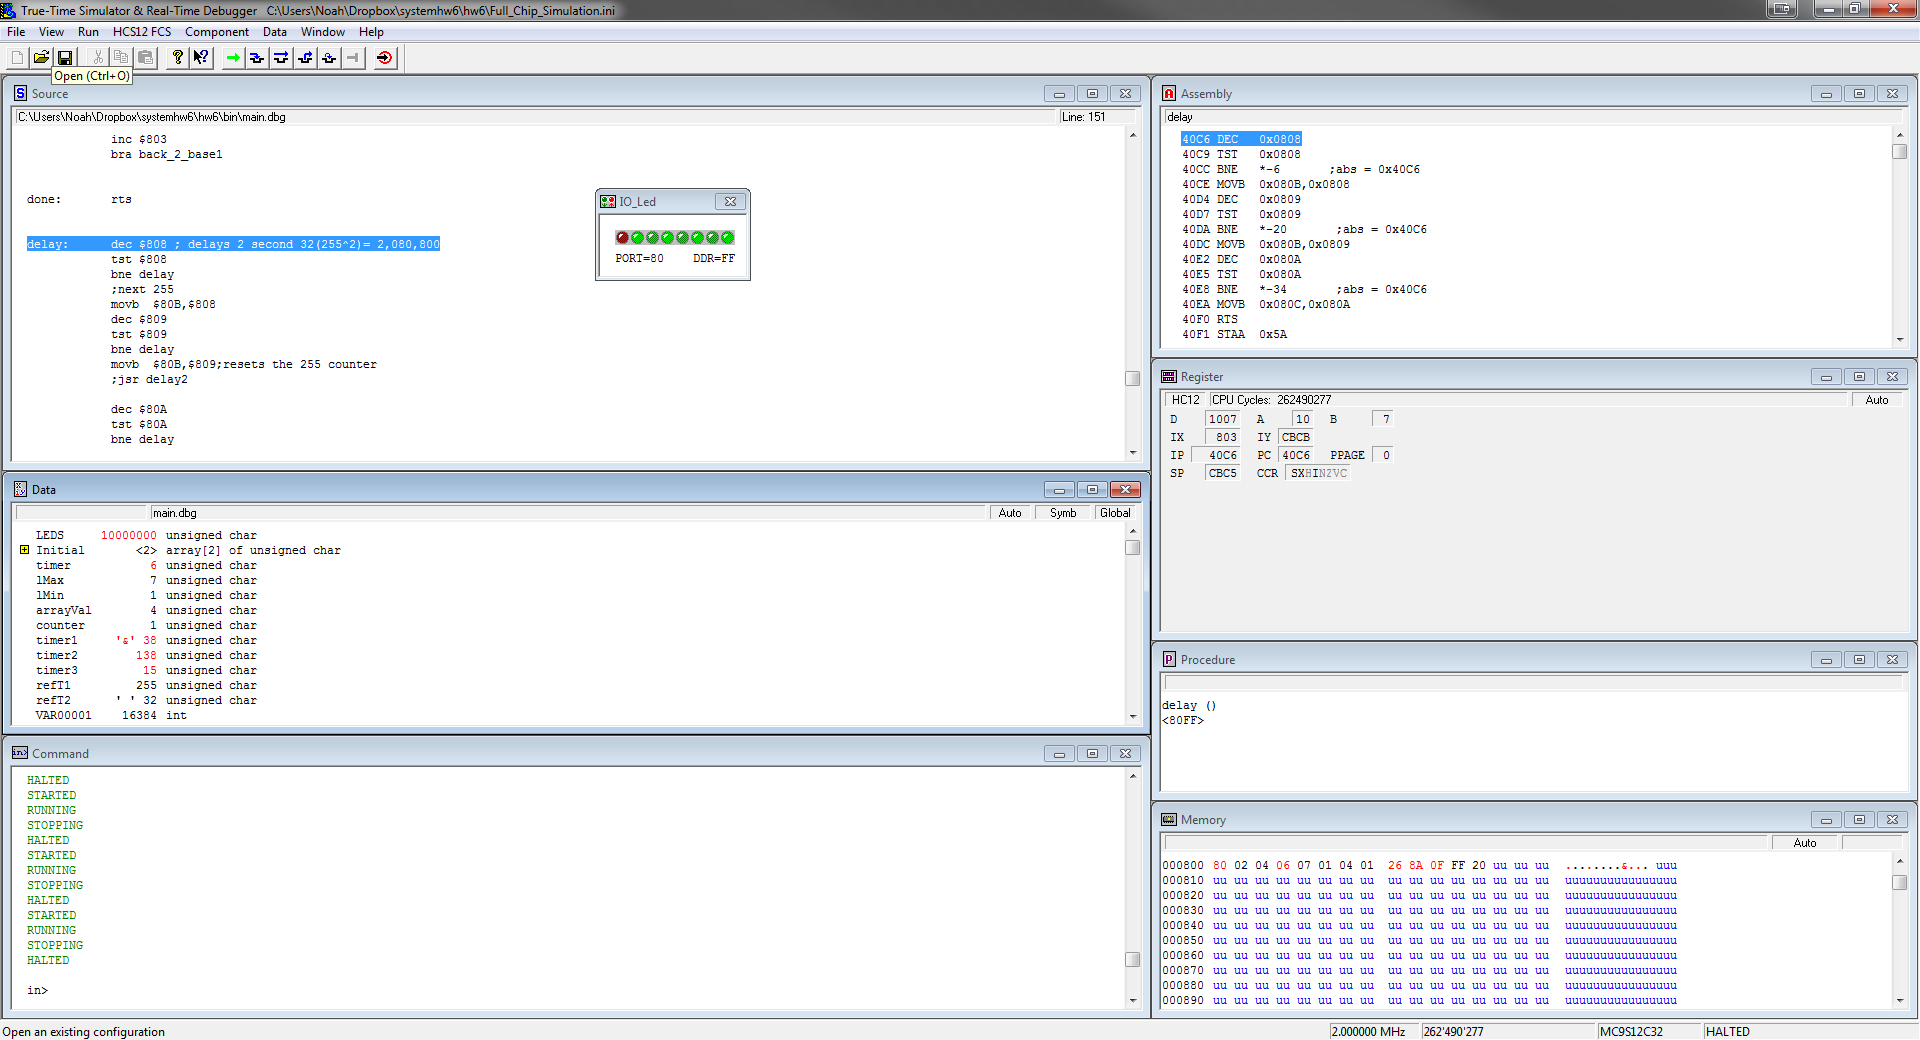 True-Time Simulator & Real-Time Debugger   C:\Users\Noah\Dropbox\systemhw6\hw6\Full_Chip_Simulation.ini
File View Run HCS12 FCS Component Data Window Help
Open (Ctrl+O)
Source
C:\Users\Noah\Dropbox\systemhw6\hw6\bin\main.dbg Line: 151
inc $803
bra back_2_base1
done: rts
delay: dec $808 ; delays 2 second 32(255^2)= 2,080,800
tst $808
bne delay
;next 255
movb  $80B,$808
dec $809
tst $809
bne delay
movb  $80B,$809;resets the 255 counter
;jsr delay2
dec $80A
tst $80A
bne delay
IO_Led
PORT=80 DDR=FF
Data
main.dbg Auto Symb Global
LEDS 10000000 unsigned char
Initial <2> array[2] of unsigned char
timer 6 unsigned char
lMax 7 unsigned char
lMin 1 unsigned char
arrayVal 4 unsigned char
counter 1 unsigned char
timer1 '&' 38 unsigned char
timer2 138 unsigned char
timer3 15 unsigned char
refT1 255 unsigned char
refT2 ' ' 32 unsigned char
VAR00001 16384 int
Command
HALTED
STARTED
RUNNING
STOPPING
HALTED
STARTED
RUNNING
STOPPING
HALTED
STARTED
RUNNING
STOPPING
HALTED
in>
Assembly
delay
40C6 DEC 0x0808
40C9 TST 0x0808
40CC BNE *-6 ;abs = 0x40C6
40CE MOVB 0x080B,0x0808
40D4 DEC 0x0809
40D7 TST 0x0809
40DA BNE *-20 ;abs = 0x40C6
40DC MOVB 0x080B,0x0809
40E2 DEC 0x080A
40E5 TST 0x080A
40E8 BNE *-34 ;abs = 0x40C6
40EA MOVB 0x080C,0x080A
40F0 RTS
40F1 STAA 0x5A
Register
HC12 CPU Cycles: 262490277 Auto
D 1007 A 10 B 7
IX 803 IY CBCB
IP 40C6 PC 40C6 PPAGE 0
SP CBC5 CCR SXHINZVC
Procedure
delay ()
<80FF>
Memory
Auto
000800 80 02 04 06 07 01 04 01 26 8A 0F FF 20 uu uu uu ........&... uuu
000810 uu uu uu uu uu uu uu uu uu uu uu uu uu uu uu uu uuuuuuuuuuuuuuuu
000820 uu uu uu uu uu uu uu uu uu uu uu uu uu uu uu uu uuuuuuuuuuuuuuuu
000830 uu uu uu uu uu uu uu uu uu uu uu uu uu uu uu uu uuuuuuuuuuuuuuuu
000840 uu uu uu uu uu uu uu uu uu uu uu uu uu uu uu uu uuuuuuuuuuuuuuuu
000850 uu uu uu uu uu uu uu uu uu uu uu uu uu uu uu uu uuuuuuuuuuuuuuuu
000860 uu uu uu uu uu uu uu uu uu uu uu uu uu uu uu uu uuuuuuuuuuuuuuuu
000870 uu uu uu uu uu uu uu uu uu uu uu uu uu uu uu uu uuuuuuuuuuuuuuuu
000880 uu uu uu uu uu uu uu uu uu uu uu uu uu uu uu uu uuuuuuuuuuuuuuuu
000890 uu uu uu uu uu uu uu uu uu uu uu uu uu uu uu uu uuuuuuuuuuuuuuuu
Open an existing configuration 2.000000 MHz 262'490'277 MC9S12C32 HALTED